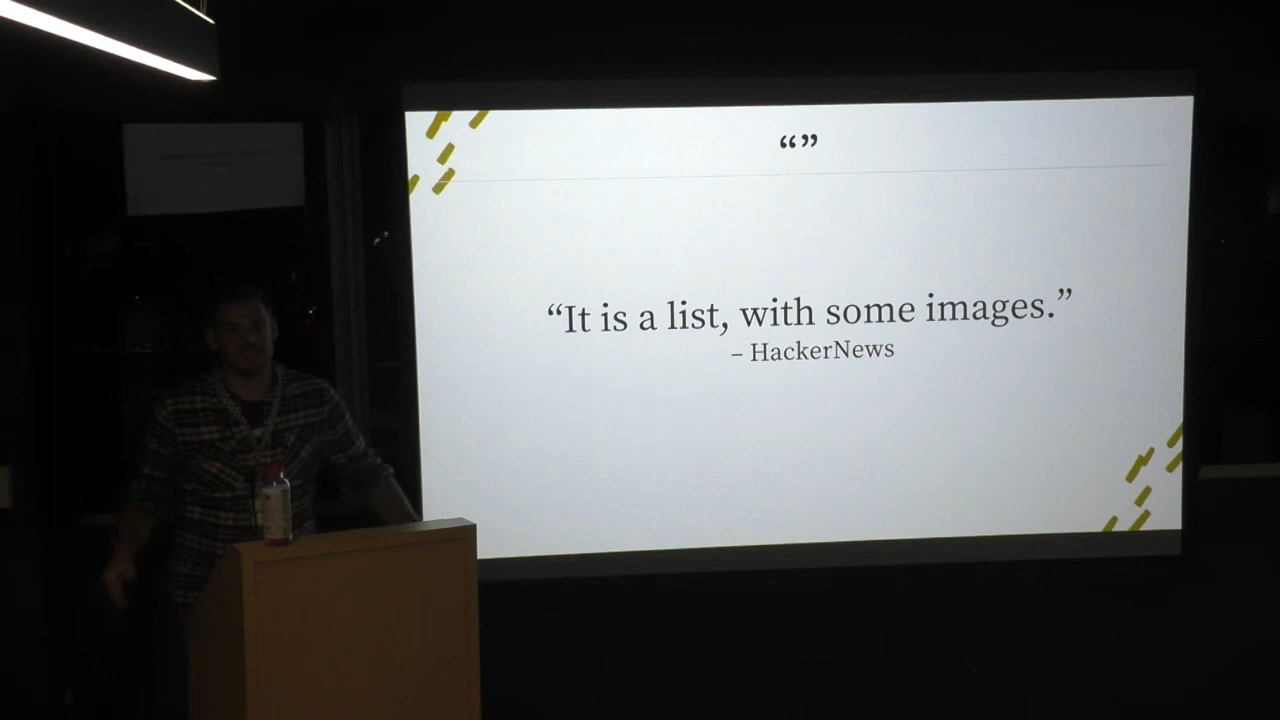 “”
“It is a list, with some images.”
– HackerNews